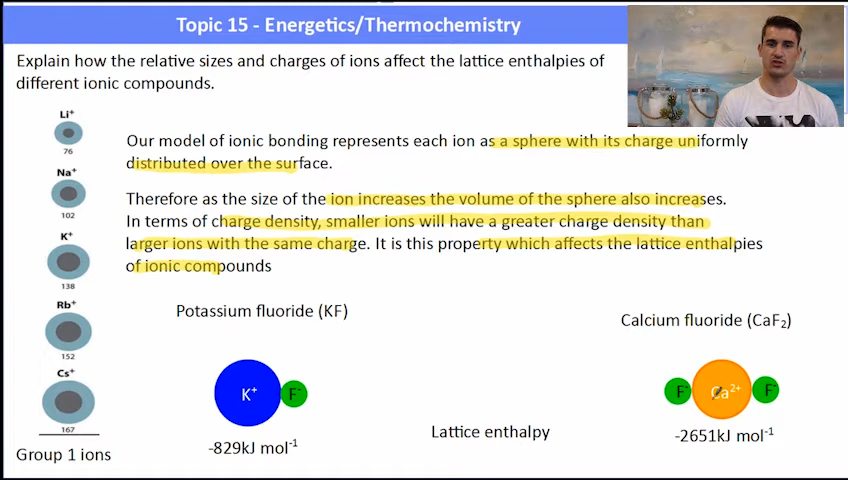 Topic 15 - Energetics/Thermochemistry
Explain how the relative sizes and charges of ions affect the lattice enthalpies of
different ionic compounds.
Li⁺
76
Na⁺
102
K⁺
138
Rb⁺
152
Cs⁺
167
Group 1 ions
Our model of ionic bonding represents each ion as a sphere with its charge uniformly
distributed over the surface.
Therefore as the size of the ion increases the volume of the sphere also increases.
In terms of charge density, smaller ions will have a greater charge density than
larger ions with the same charge. It is this property which affects the lattice enthalpies
of ionic compounds
Potassium fluoride (KF)
K⁺ F⁻
-829kJ mol⁻¹
Lattice enthalpy
Calcium fluoride (CaF₂)
F⁻ Ca²⁺ F⁻
-2651kJ mol⁻¹